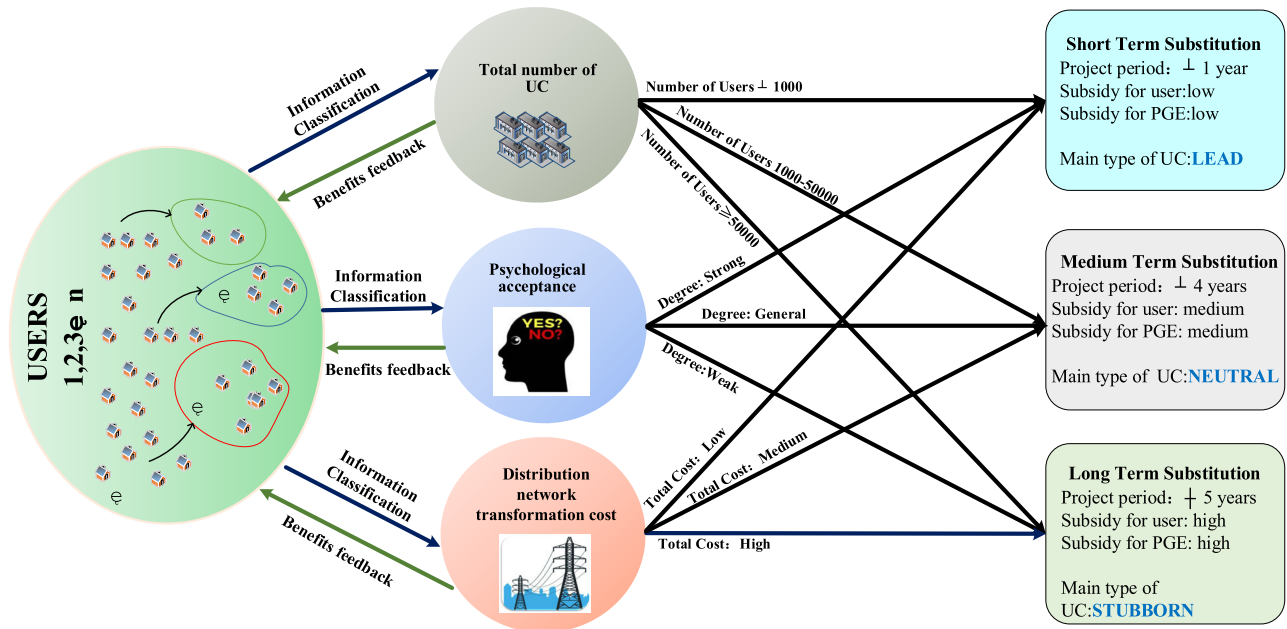 USERS
1,2,3ę n
ę
ę
ę
Information
Classification
Benefits feedback
Information
Classification
Benefits feedback
Information
Classification
Benefits feedback
Total number of
UC
Psychological
acceptance
YES?
NO?
Distribution
network
transformation cost
Number of Users ┴ 1000
Number of Users 1000-50000
Number of Users≥50000
Degree: Strong
Degree: General
Degree:Weak
Total Cost：Low
Total Cost：Medium
Total Cost：High
Short Term Substitution
Project period：┴ 1 year
Subsidy for user:low
Subsidy for PGE:low
Main type of UC:LEAD
Medium Term Substitution
Project period：┴ 4 years
Subsidy for user: medium
Subsidy for PGE: medium
Main type of UC:NEUTRAL
Long Term Substitution
Project period：┼ 5 years
Subsidy for user: high
Subsidy for PGE: high
Main type of
UC:STUBBORN